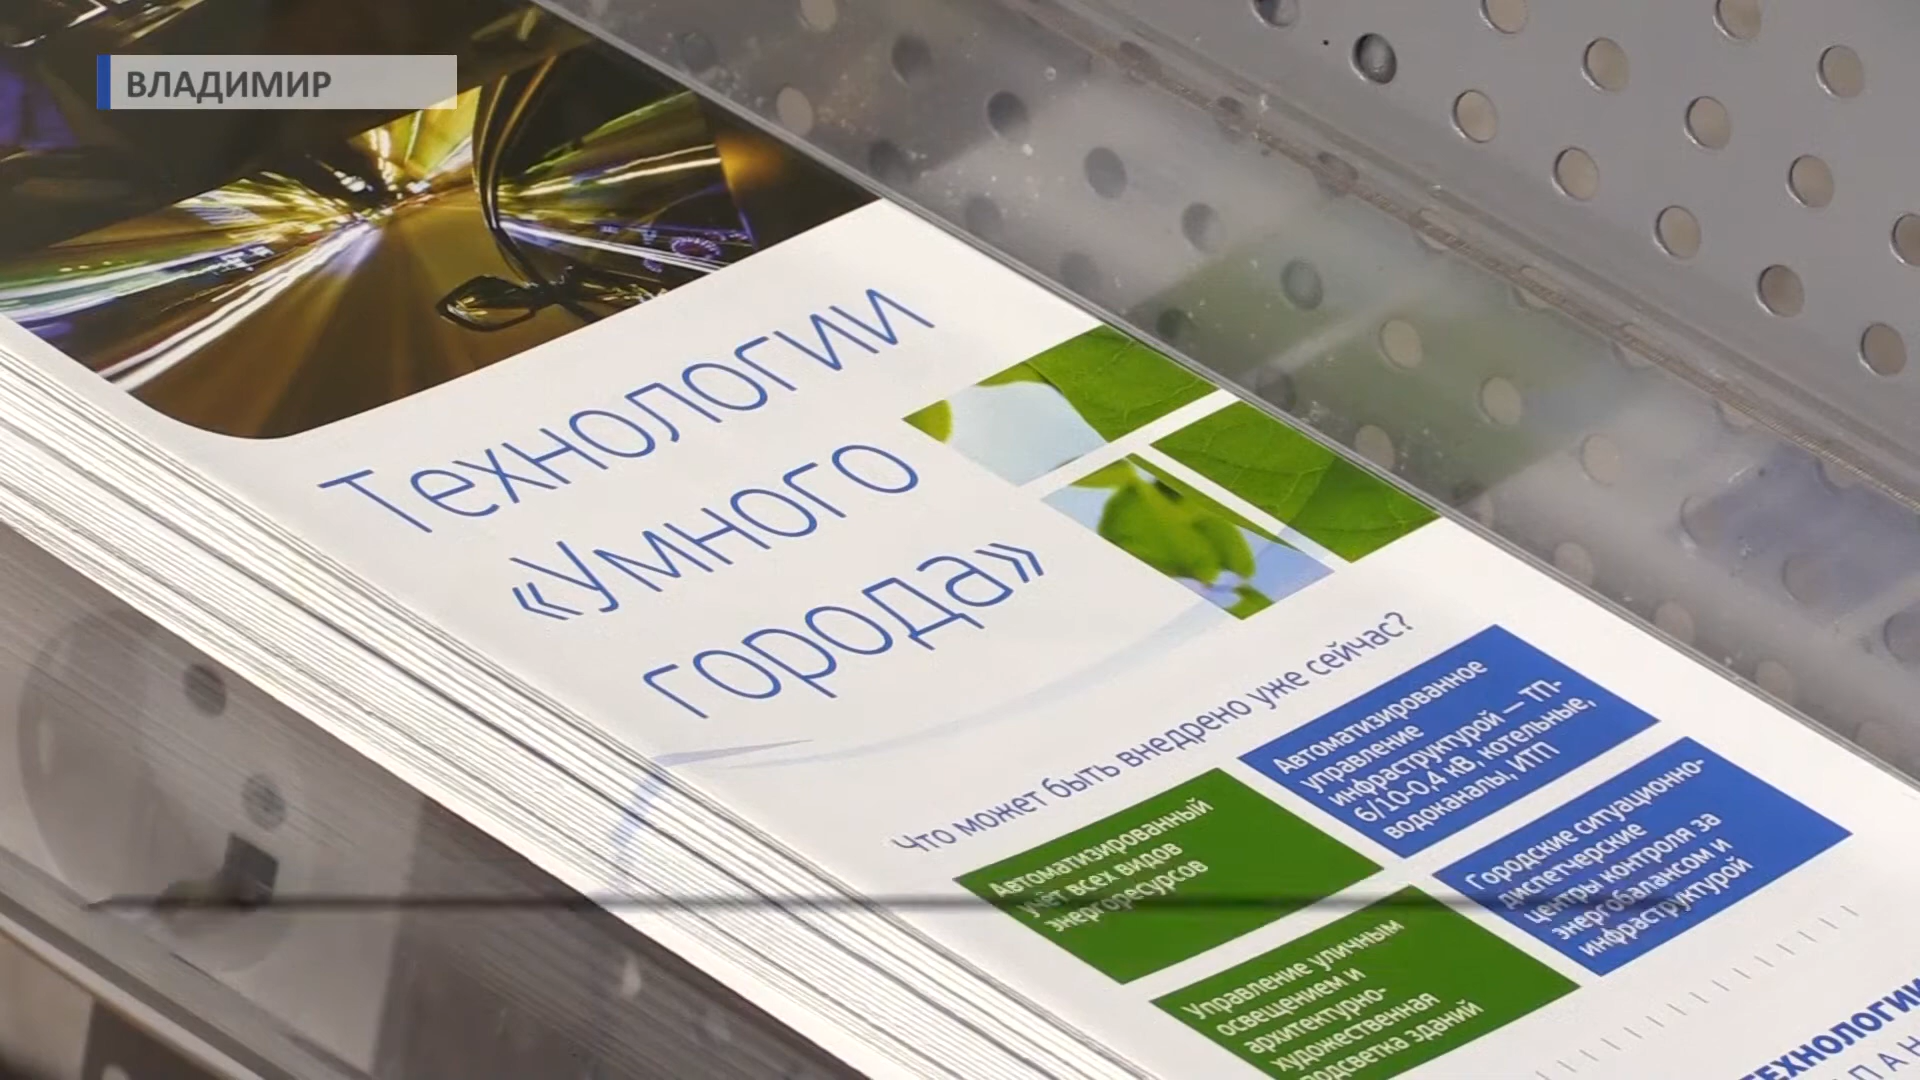 ВЛАДИМИР
Технологии
«Умного
города»
Что может быть внедрено уже сейчас?
Автоматизированный
учёт всех видов
энергоресурсов
Автоматизированное
управление
инфраструктурой — ТП-
6/10-0,4 кВ, котельные,
водоканалы, ИТП
Управление уличным
освещением и
архитектурно-
художественная
подсветка зданий
Городские ситуационно-
диспетчерские
центры контроля за
энергобалансом и
инфраструктурой
ТЕХНОЛОГИИ